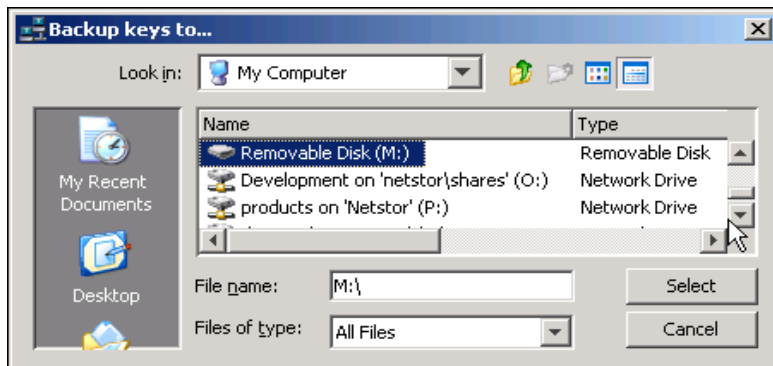 Backup keys to...
Look in: My Computer
Name Type
Removable Disk (M:) Removable Disk
Development on 'netstor\shares' (O:) Network Drive
products on 'Netstor' (P:) Network Drive
My Recent
Documents
Desktop
File name: M:\ Select
Files of type: All Files Cancel